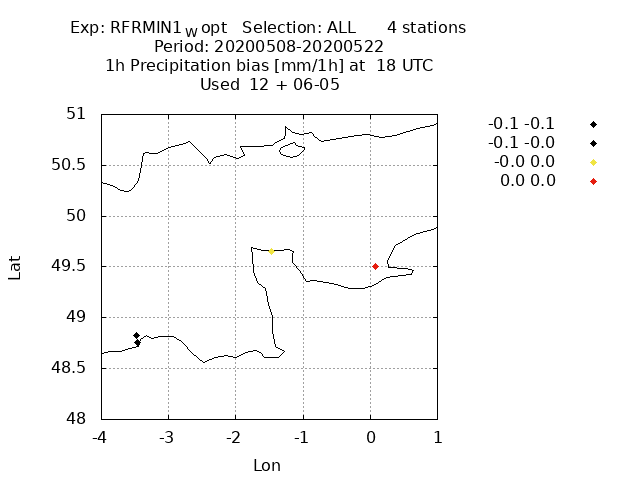 Exp: RFRMIN1_W opt   Selection: ALL      4 stations
Period: 20200508-20200522
1h Precipitation bias [mm/1h] at  18 UTC
Used  12 + 06-05
-0.1 -0.1
-0.1 -0.0
-0.0 0.0
0.0 0.0
51
50.5
50
49.5
49
48.5
48
Lat
-4 -3 -2 -1 0 1
Lon